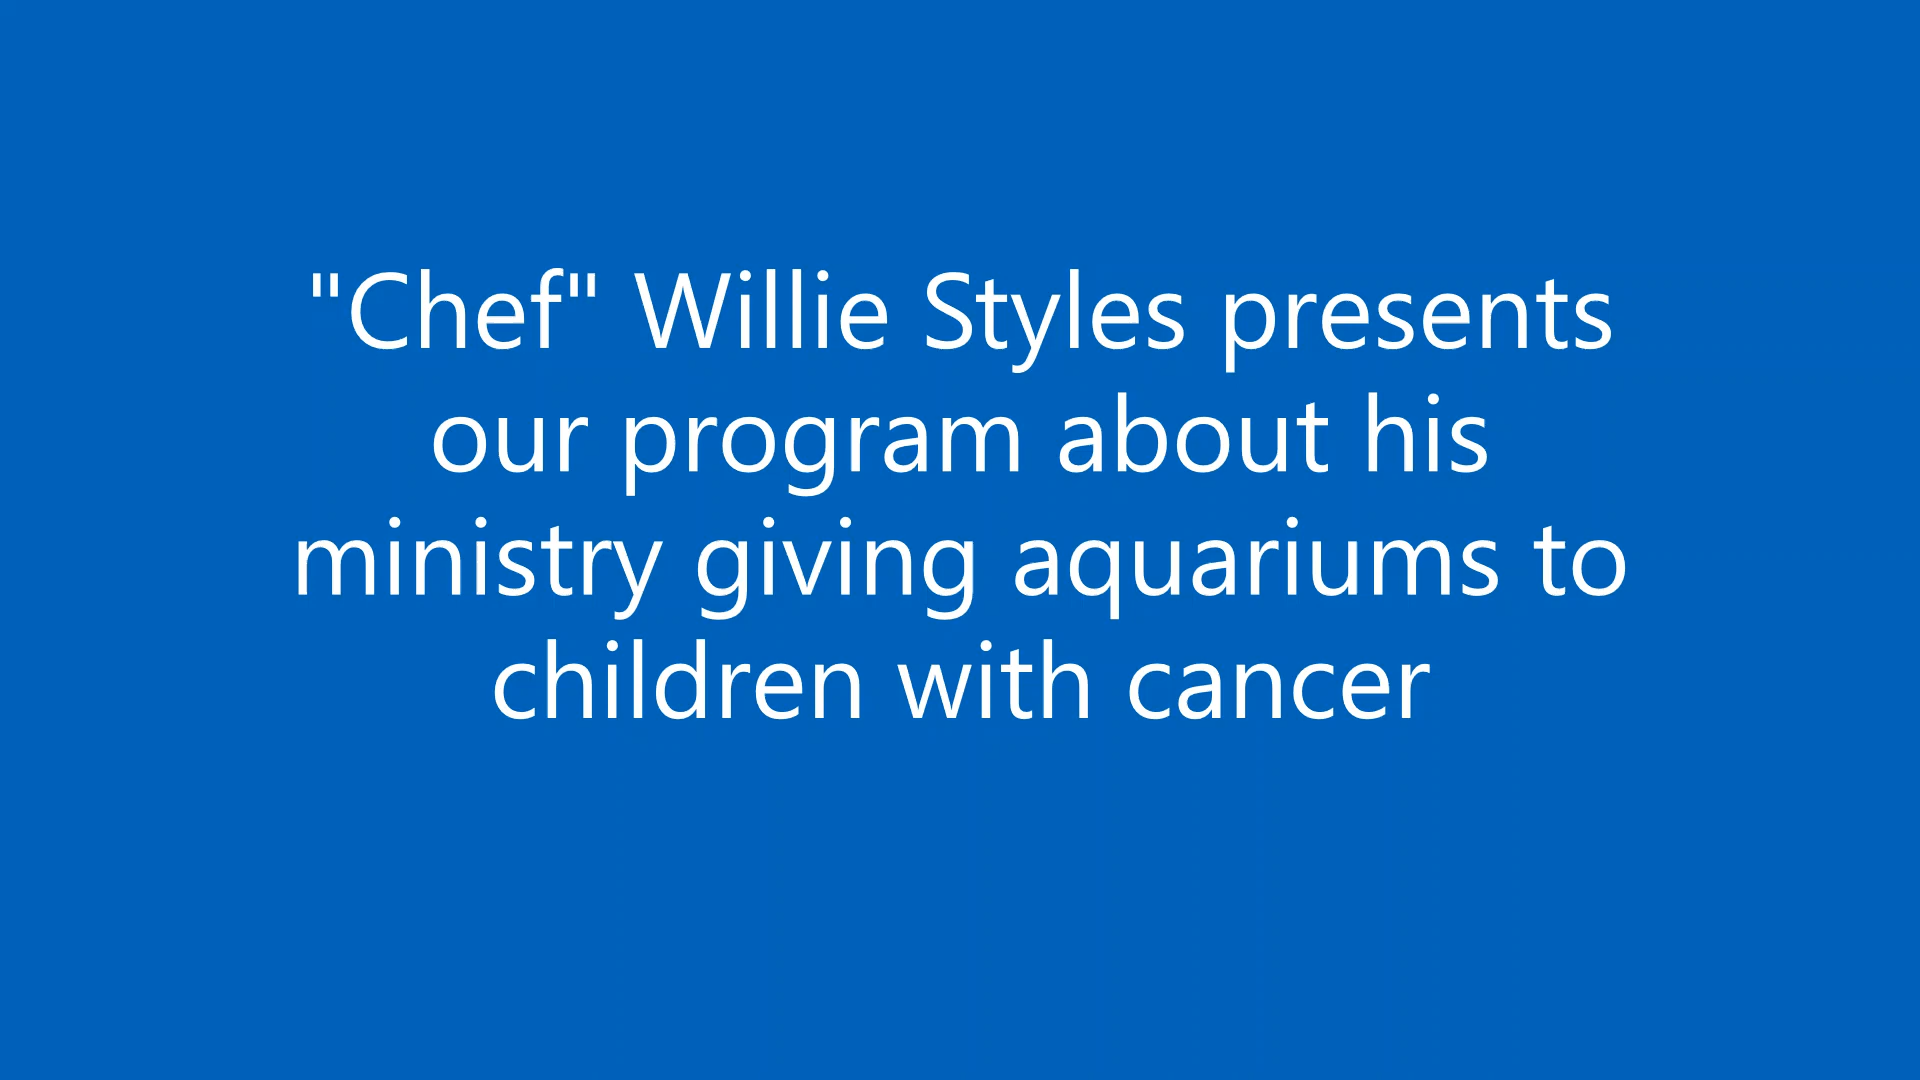 "Chef" Willie Styles presents
our program about his
ministry giving aquariums to
children with cancer